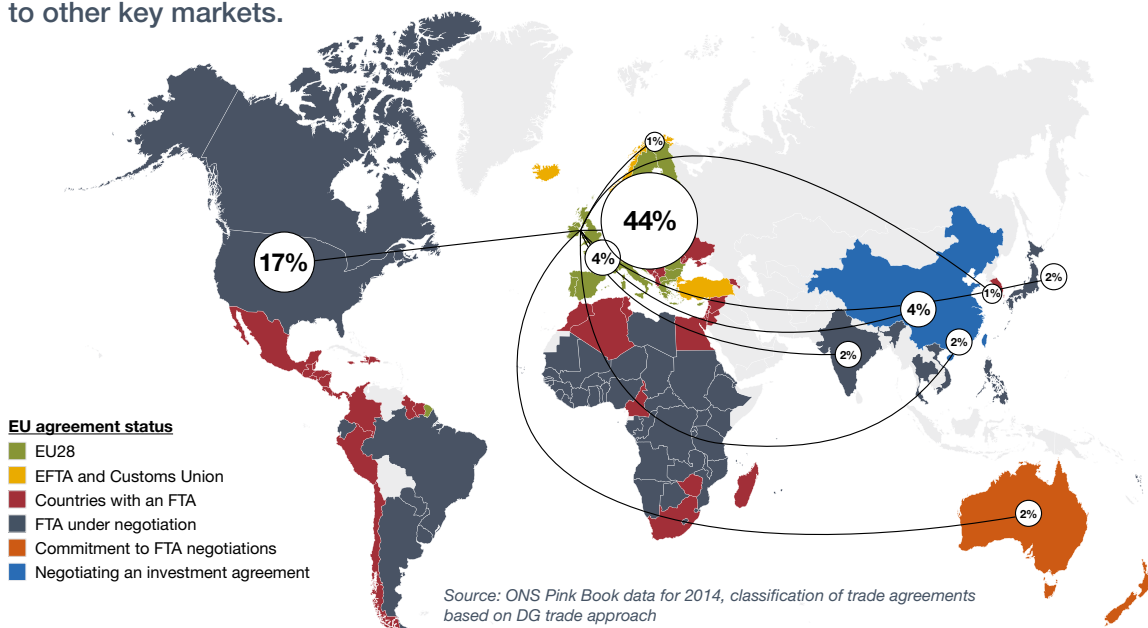 to other key markets.
1%
44%
17%
4%
2%
1%
4%
2%
2%
2%
EU agreement status
EU28
EFTA and Customs Union
Countries with an FTA
FTA under negotiation
Commitment to FTA negotiations
Negotiating an investment agreement
Source: ONS Pink Book data for 2014, classification of trade agreements
based on DG trade approach